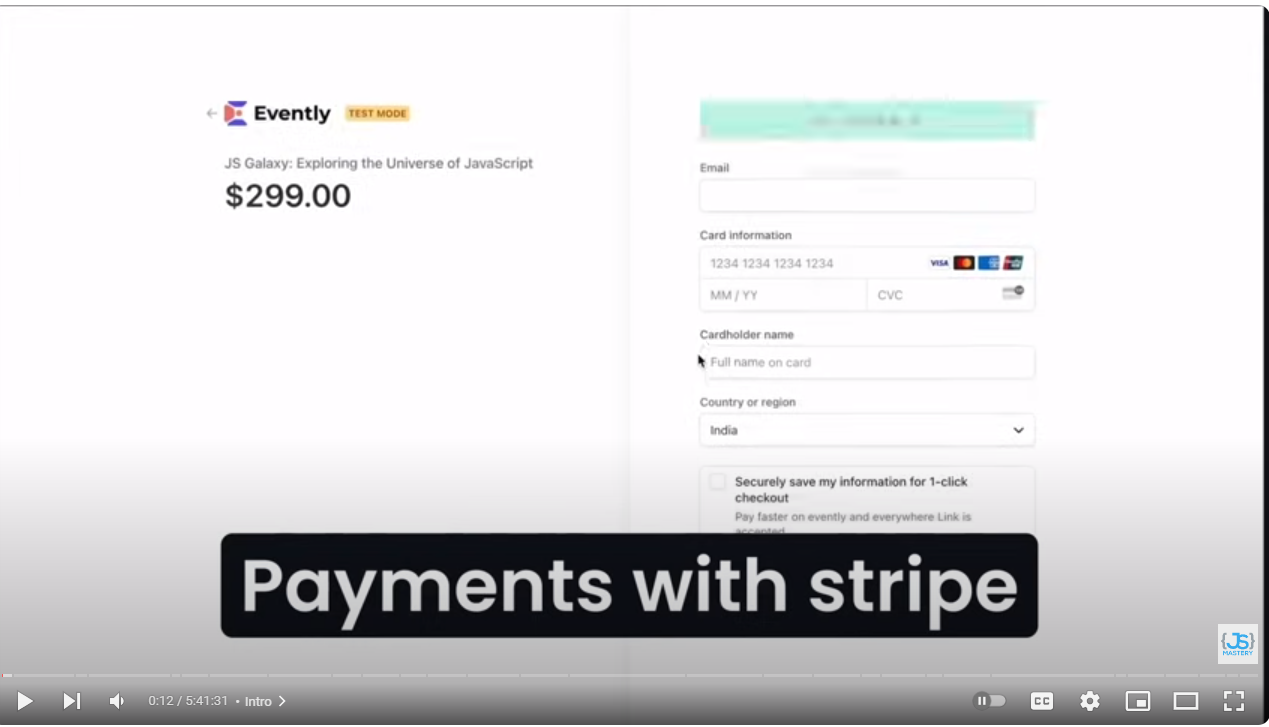 Evently TEST MODE
JS Galaxy: Exploring the Universe of JavaScript
$299.00
Email
Card information
1234 1234 1234 1234 VISA
MM / YY CVC
Cardholder name
Full name on card
Country or region
India
Securely save my information for 1-click
checkout
Pay faster on evently and everywhere Link is
accepted
Payments with stripe
{JS}
MASTERY
0:12 / 5:41:31 • Intro
CC